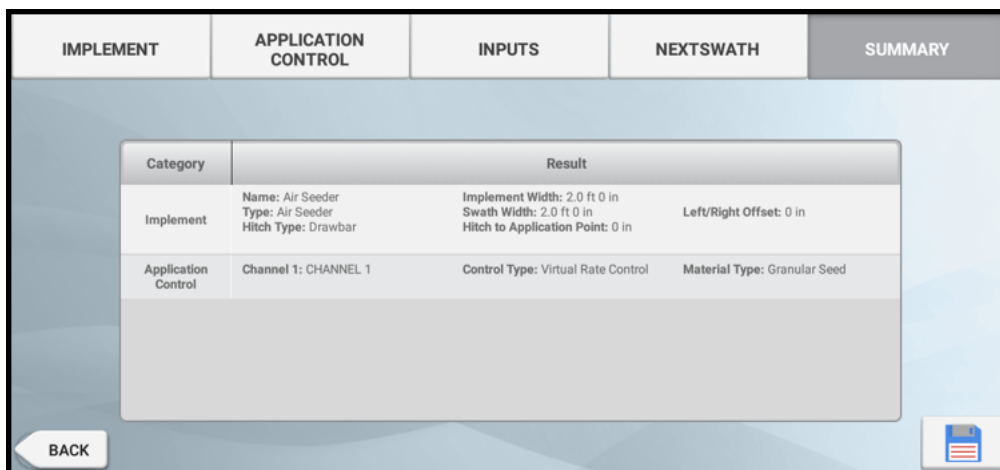 IMPLEMENT
APPLICATION
CONTROL
INPUTS
NEXTSWATH
SUMMARY
Category
Result
Implement
Name: Air Seeder
Type: Air Seeder
Hitch Type: Drawbar
Implement Width: 2.0 ft 0 in
Swath Width: 2.0 ft 0 in
Hitch to Application Point: 0 in
Left/Right Offset: 0 in
Application
Control
Channel 1: CHANNEL 1
Control Type: Virtual Rate Control
Material Type: Granular Seed
BACK